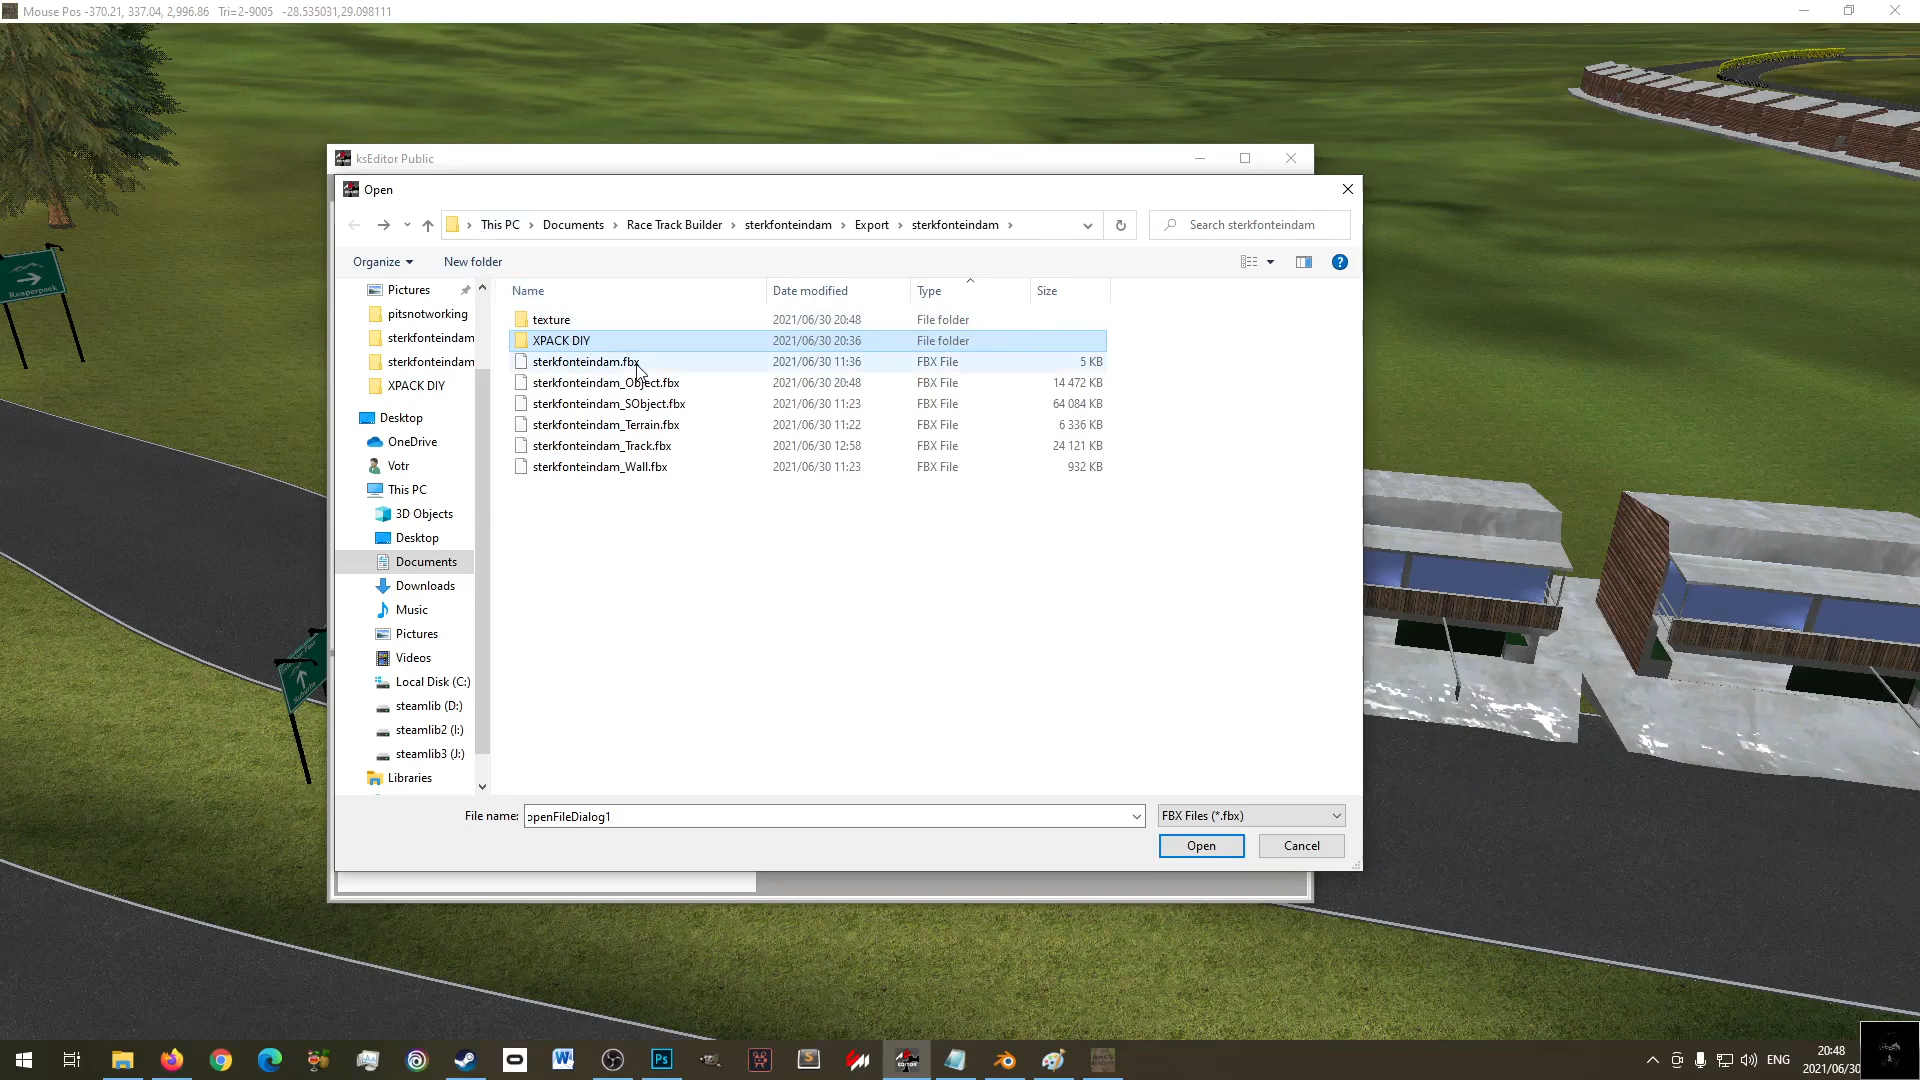 Mouse Pos -370.21, 337.04, 2,996.86 Tri=2-9005 -28.535031,29.098111
ksEditor Public
Open
This PC
Documents
Race Track Builder
sterkfonteindam
Export
sterkfonteindam
Search sterkfonteindam
Organize
New folder
Pictures
pitsnotworking
sterkfonteindam
sterkfonteindam
XPACK DIY
Desktop
OneDrive
Votr
This PC
3D Objects
Desktop
Documents
Downloads
Music
Pictures
Videos
Local Disk (C:)
steamlib (D:)
steamlib2 (I:)
steamlib3 (J:)
Libraries
Name Date modified Type Size
texture 2021/06/30 20:48 File folder
XPACK DIY 2021/06/30 20:36 File folder
sterkfonteindam.fbx 2021/06/30 11:36 FBX File 5 KB
sterkfonteindam_Object.fbx 2021/06/30 20:48 FBX File 14 472 KB
sterkfonteindam_SObject.fbx 2021/06/30 11:23 FBX File 64 084 KB
sterkfonteindam_Terrain.fbx 2021/06/30 11:22 FBX File 6 336 KB
sterkfonteindam_Track.fbx 2021/06/30 12:58 FBX File 24 121 KB
sterkfonteindam_Wall.fbx 2021/06/30 11:23 FBX File 932 KB
File name: openFileDialog1
FBX Files (*.fbx)
Open
Cancel
ENG
20:48
2021/06/30